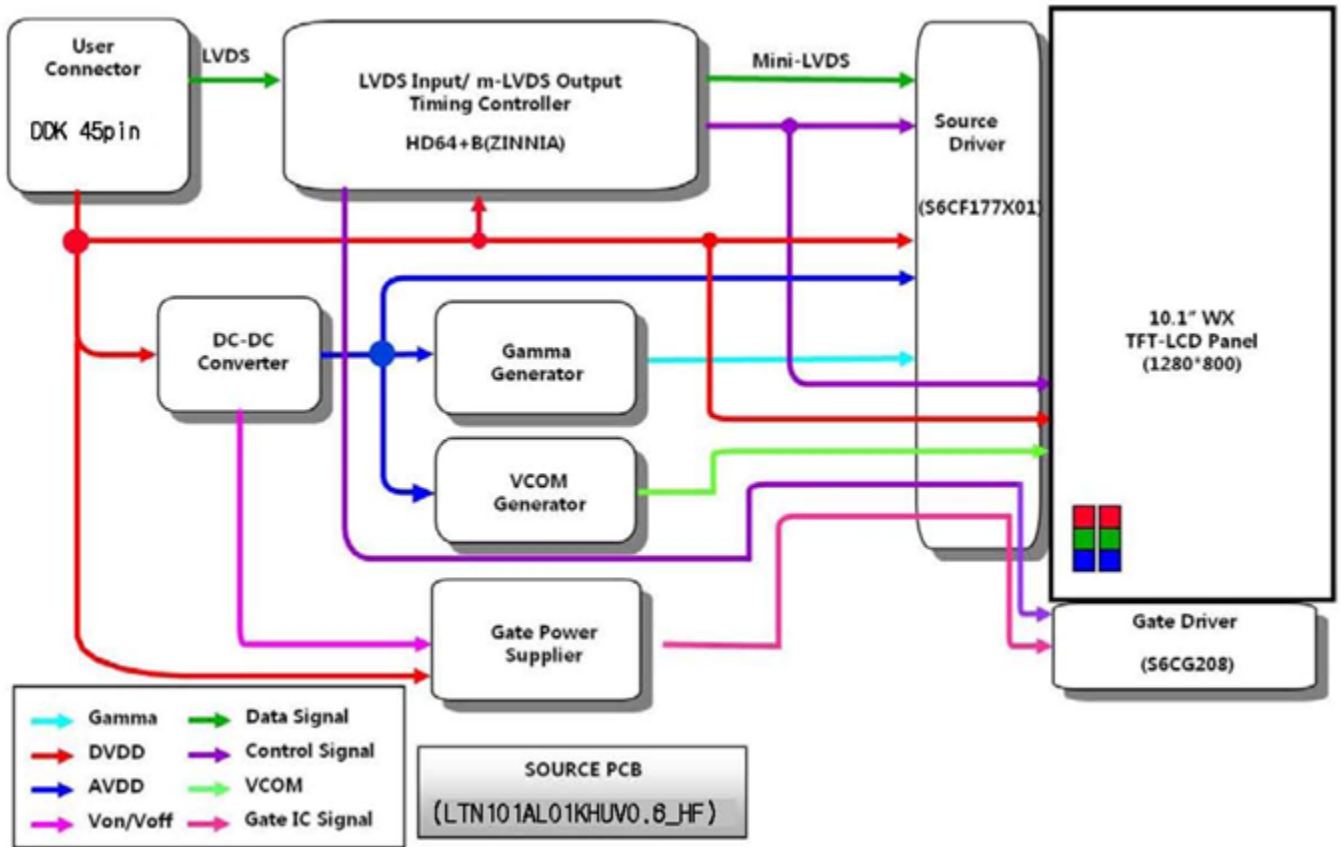 User
Connector
DDK 45pin
LVDS
LVDS Input/ m-LVDS Output
Timing Controller
HD64+B(ZINNIA)
Mini-LVDS
Source
Driver
(S6CF177X01)
10.1" WX
TFT-LCD Panel
(1280*800)
DC-DC
Converter
Gamma
Generator
VCOM
Generator
Gate Power
Supplier
Gate Driver
(S6CG208)
Gamma
Data Signal
DVDD
Control Signal
AVDD
VCOM
Von/Voff
Gate IC Signal
SOURCE PCB
(LTN101AL01KHUV0.6_HF)